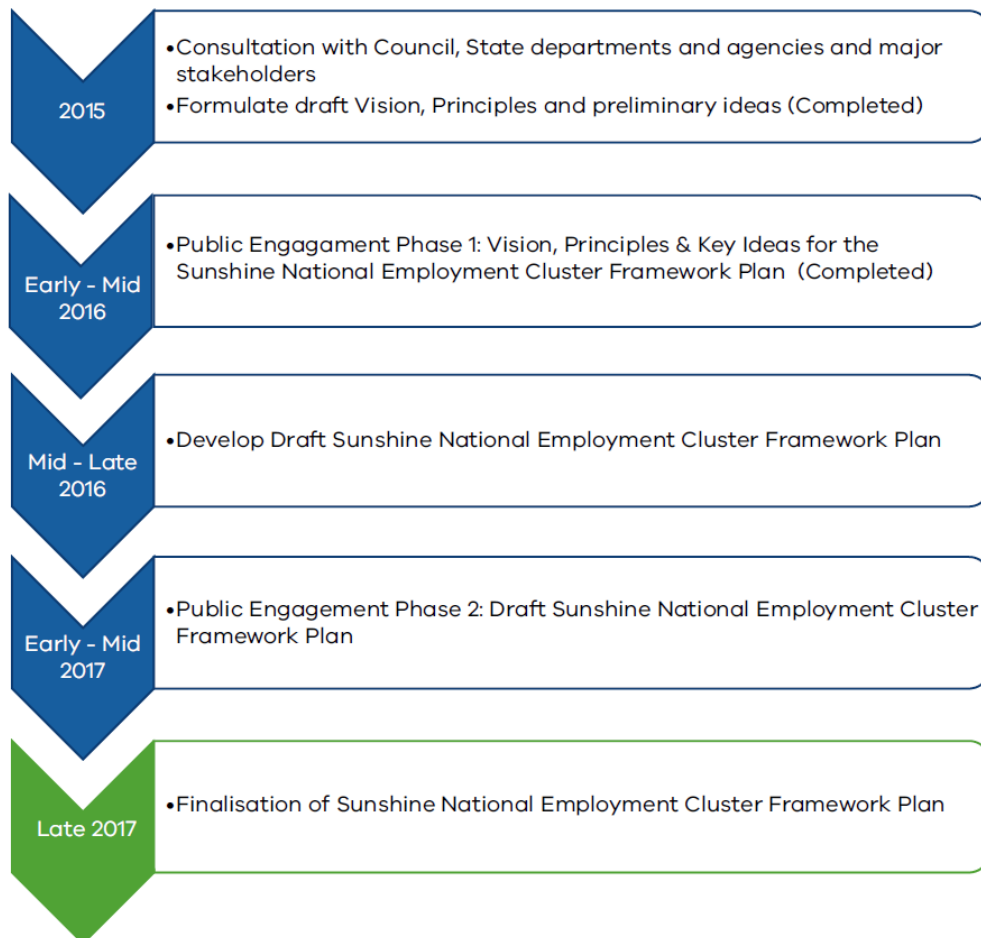 2015
•Consultation with Council, State departments and agencies and major
stakeholders
•Formulate draft Vision, Principles and preliminary ideas (Completed)
Early - Mid
2016
•Public Engagament Phase 1: Vision, Principles & Key Ideas for the
Sunshine National Employment Cluster Framework Plan (Completed)
Mid - Late
2016
•Develop Draft Sunshine National Employment Cluster Framework Plan
Early - Mid
2017
•Public Engagement Phase 2: Draft Sunshine National Employment Cluster
Framework Plan
Late 2017
•Finalisation of Sunshine National Employment Cluster Framework Plan